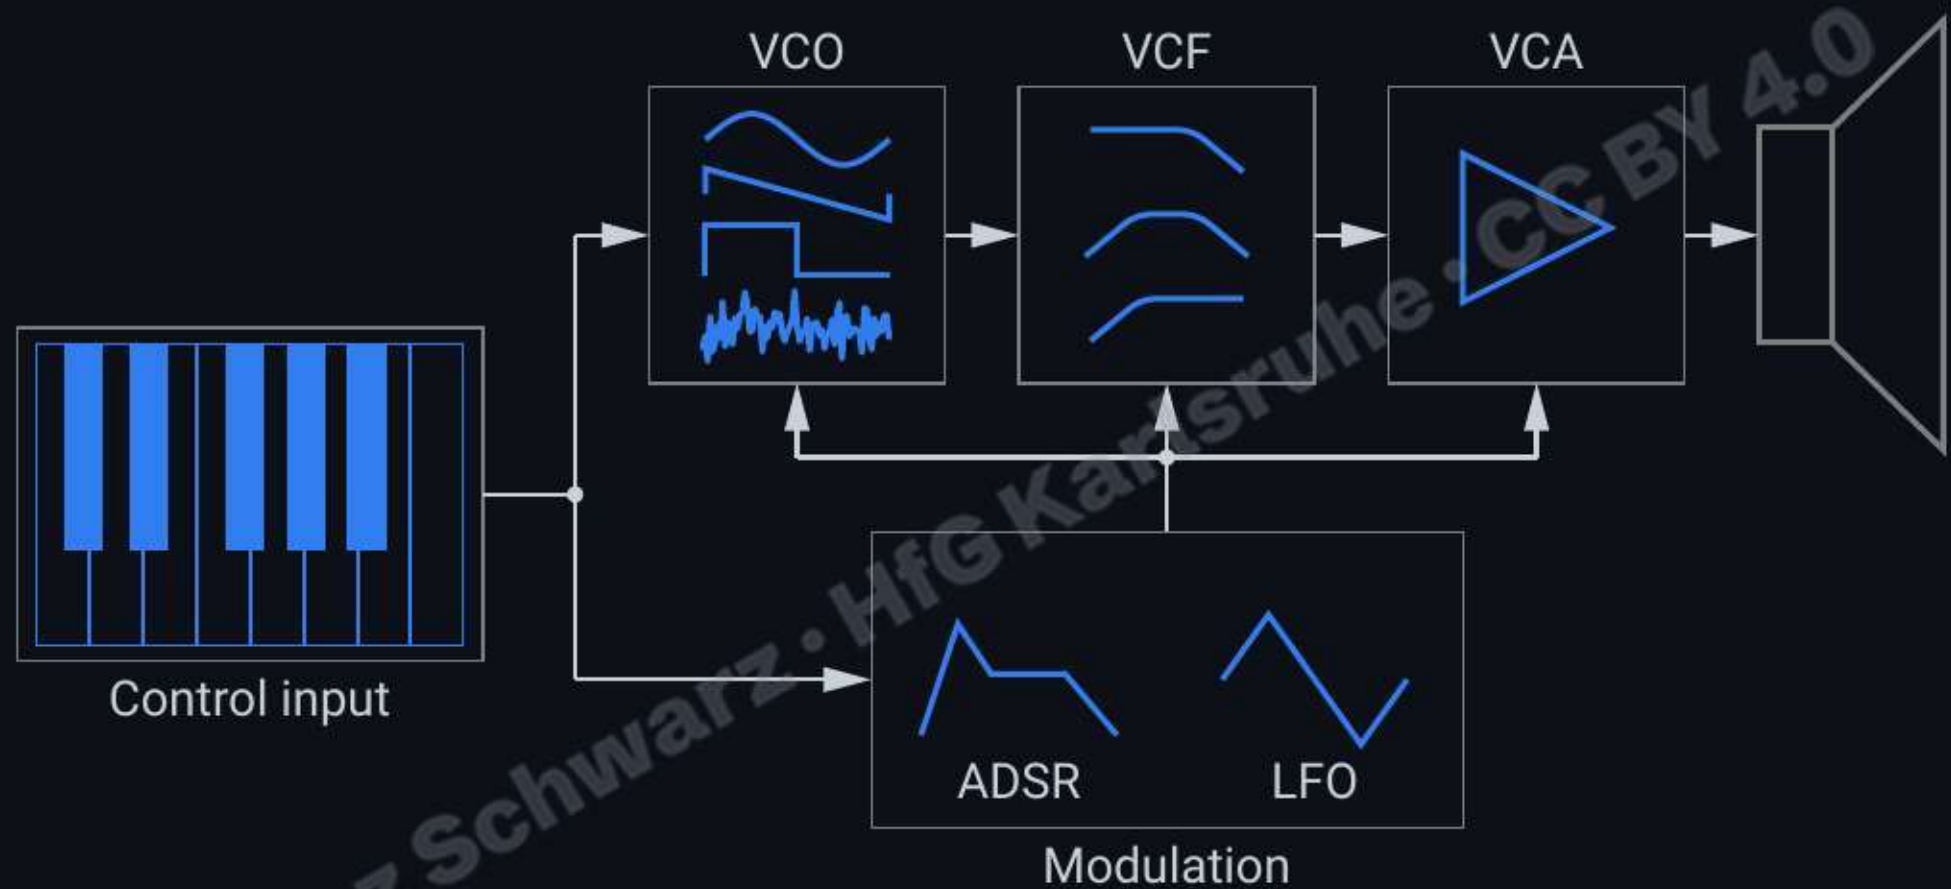 VCO
VCF
VCA
Control input
ADSR
LFO
Modulation
Schwarz · HfG Karlsruhe · CC BY 4.0